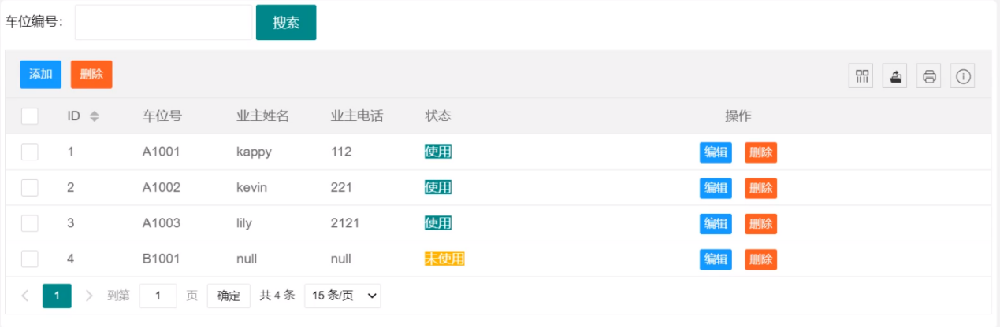 车位编号： 搜索
添加 删除
ID 车位号 业主姓名 业主电话 状态 操作
1 A1001 kappy 112 使用 编辑 删除
2 A1002 kevin 221 使用 编辑 删除
3 A1003 lily 2121 使用 编辑 删除
4 B1001 null null 未使用 编辑 删除
1 到第 1 页 确定 共 4 条 15 条/页